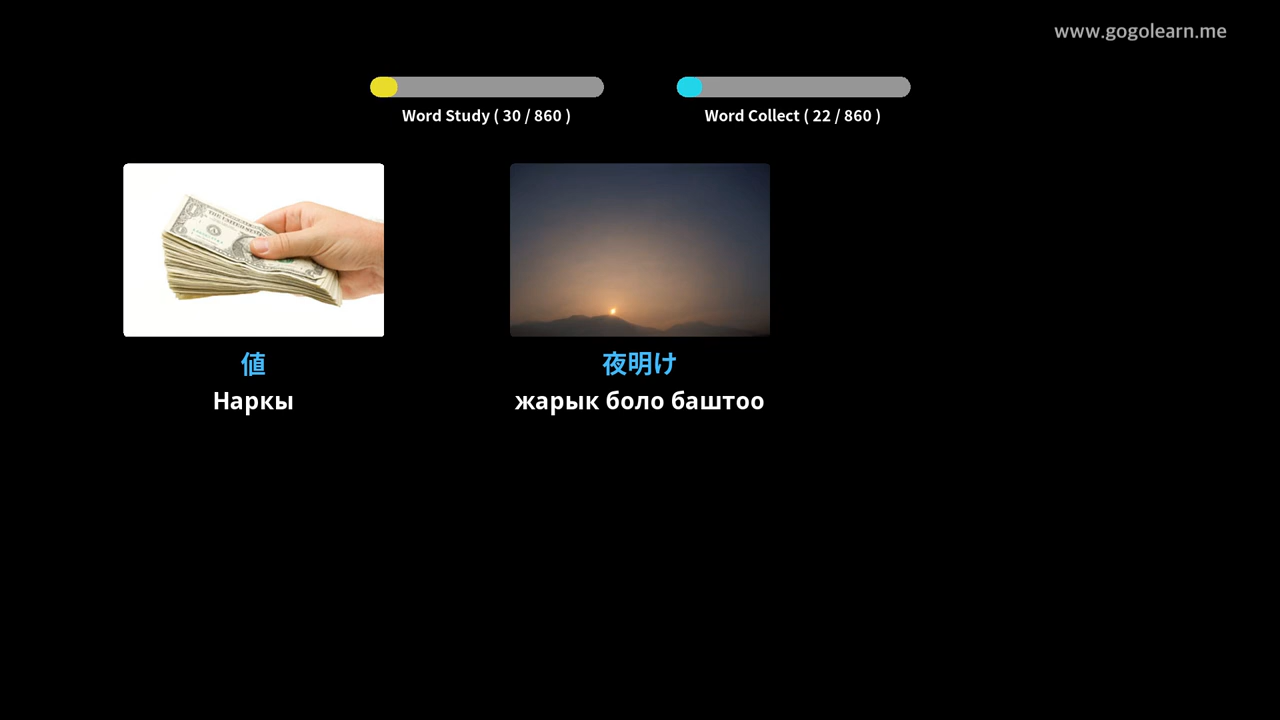 www.gogolearn.me
Word Study ( 30 / 860 )
Word Collect ( 22 / 860 )
値
Наркы
夜明け
жарык боло баштоо